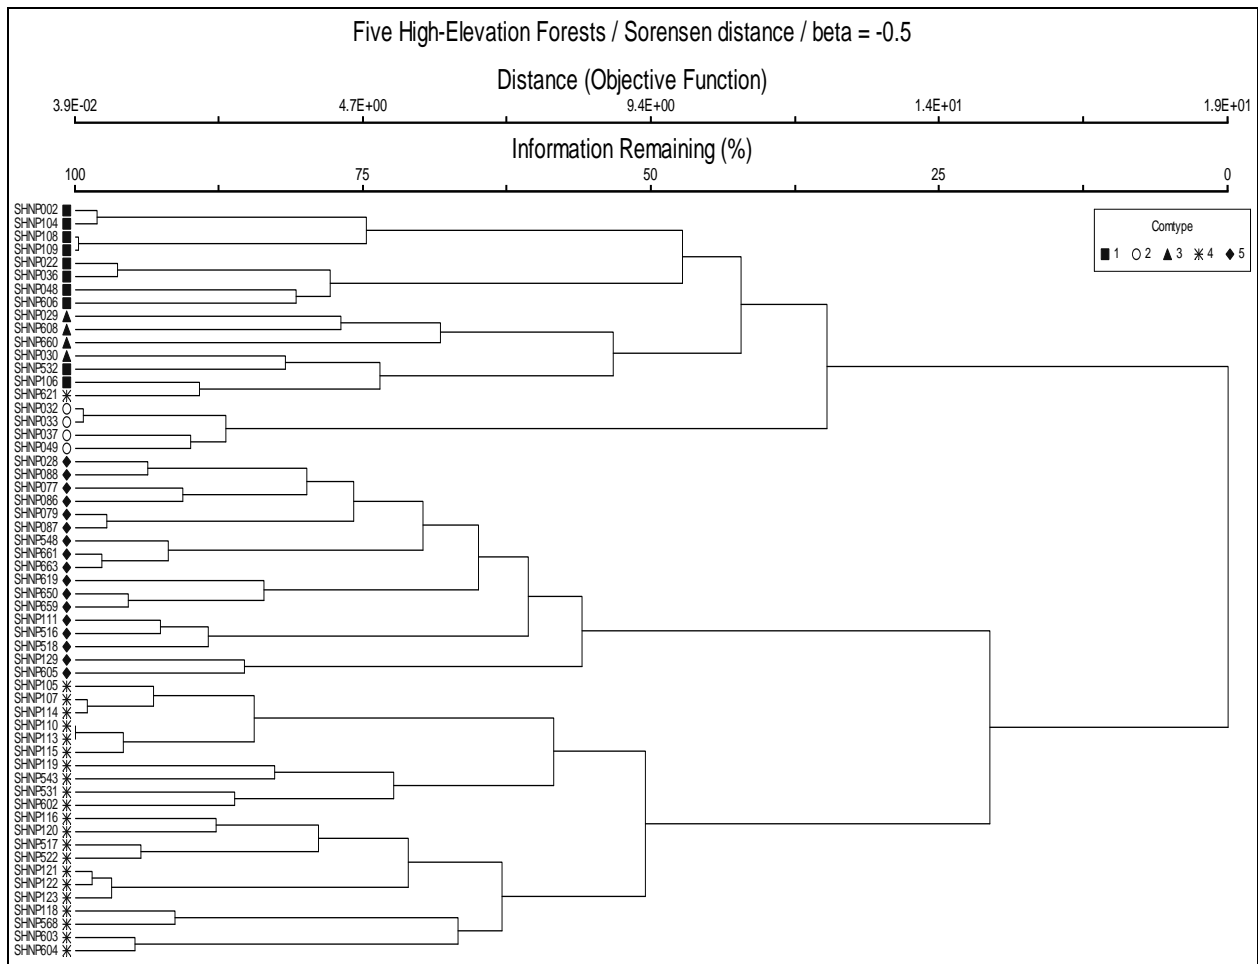 Five High-Elevation Forests / Sorensen distance / beta = -0.5
Distance (Objective Function)
3.9E-02 4.7E+00 9.4E+00 1.4E+01 1.9E+01
Information Remaining (%)
100 75 50 25 0
Comtype
1 2 3 4 5
SHNP002
SHNP104
SHNP108
SHNP109
SHNP022
SHNP036
SHNP048
SHNP606
SHNP029
SHNP608
SHNP660
SHNP030
SHNP532
SHNP106
SHNP621
SHNP032
SHNP033
SHNP037
SHNP049
SHNP028
SHNP088
SHNP077
SHNP086
SHNP079
SHNP087
SHNP548
SHNP661
SHNP663
SHNP619
SHNP650
SHNP659
SHNP111
SHNP516
SHNP518
SHNP129
SHNP605
SHNP105
SHNP107
SHNP114
SHNP110
SHNP113
SHNP115
SHNP119
SHNP543
SHNP531
SHNP602
SHNP116
SHNP120
SHNP517
SHNP522
SHNP121
SHNP122
SHNP123
SHNP118
SHNP568
SHNP603
SHNP604